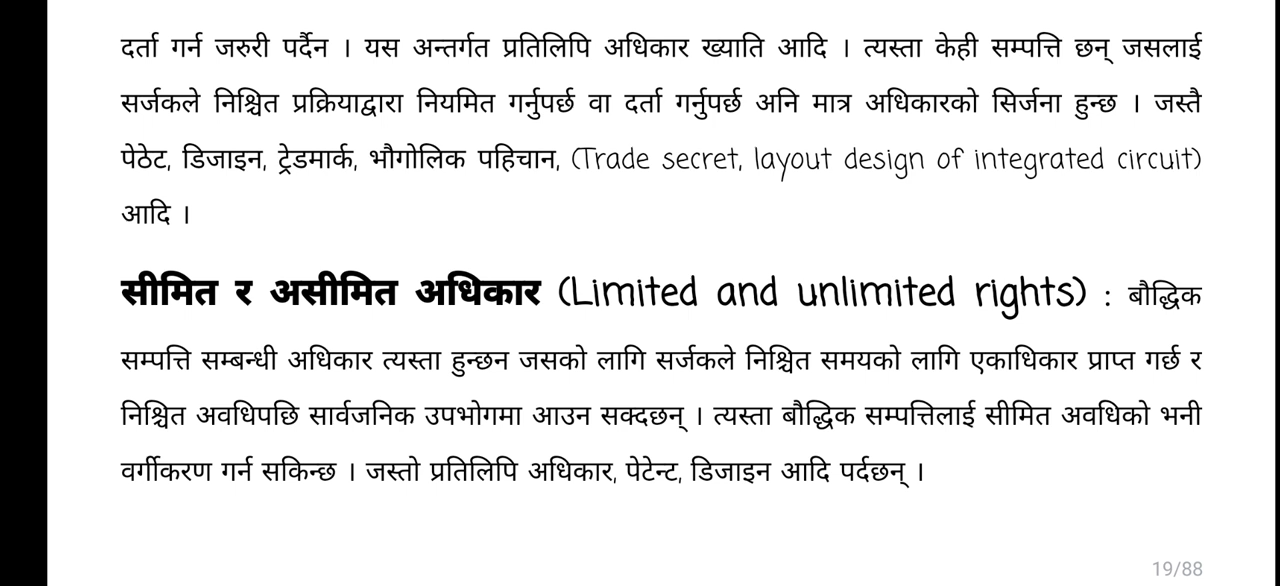 दर्ता गर्न जरुरी पर्दैन । यस अन्तर्गत प्रतिलिपि अधिकार ख्याति आदि । त्यस्ता केही सम्पत्ति छन् जसलाई
सर्जकले निश्चित प्रक्रियाद्वारा नियमित गर्नुपर्छ वा दर्ता गर्नुपर्छ अनि मात्र अधिकारको सिर्जना हुन्छ । जस्तै
पेठेट, डिजाइन, ट्रेडमार्क, भौगोलिक पहिचान, (Trade secret, layout design of integrated circuit)
आदि ।
सीमित र असीमित अधिकार (Limited and unlimited rights) : बौद्धिक
सम्पत्ति सम्बन्धी अधिकार त्यस्ता हुन्छन जसको लागि सर्जकले निश्चित समयको लागि एकाधिकार प्राप्त गर्छ र
निश्चित अवधिपछि सार्वजनिक उपभोगमा आउन सक्दछन् । त्यस्ता बौद्धिक सम्पत्तिलाई सीमित अवधिको भनी
वर्गीकरण गर्न सकिन्छ । जस्तो प्रतिलिपि अधिकार, पेटेन्ट, डिजाइन आदि पर्दछन् ।
19/88